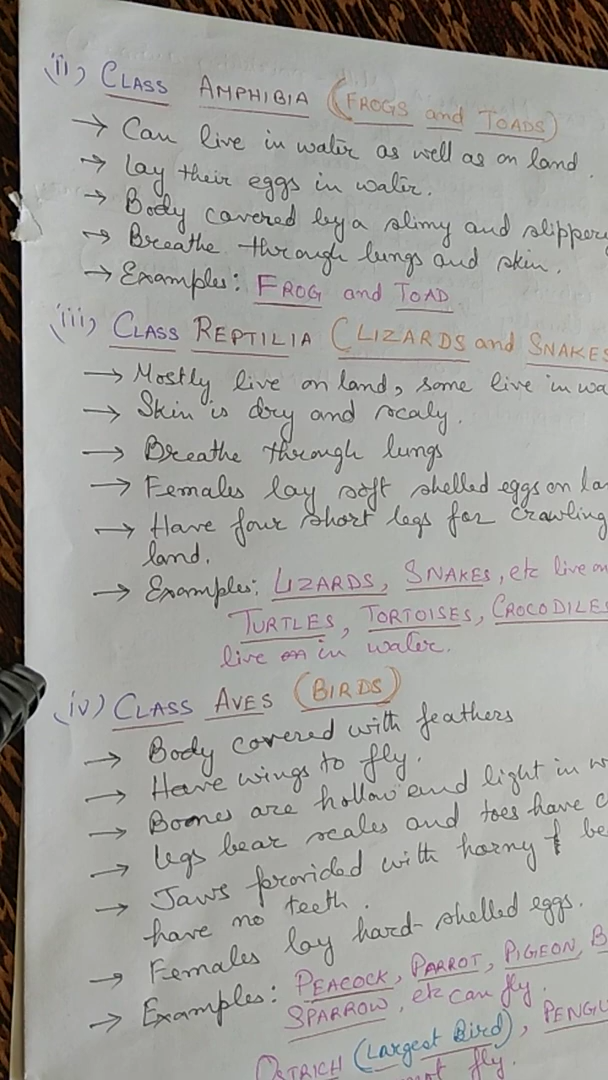 (ii) CLASS AMPHIBIA (FROGS and TOADS)
→ Can live in water as well as on land.
→ Lay their eggs in water.
→ Body covered by a slimy and slippery
→ Breathe through lungs and skin.
→ Examples: FROG and TOAD.
(iii) CLASS REPTILIA (LIZARDS and SNAKES
→ Mostly live on land, some live in wa
→ Skin is dry and scaly.
→ Breathe through lungs
→ Females lay soft shelled eggs on la
→ Have four short legs for crawling
land.
→ Examples: LIZARDS, SNAKES, etc live on
TURTLES, TORTOISES, CROCODILES
live in water.
(iv) CLASS AVES (BIRDS)
→ Body covered with feathers
→ Have wings to fly.
→ Bones are hollow and light in w
→ Legs bear scales and toes have c
→ Jaws provided with horny be
have no teeth.
→ Females lay hard-shelled eggs.
→ Examples: PEACOCK, PARROT, PIGEON, B
SPARROW, etc can fly.
OSTRICH (Largest Bird), PENGU
not fly.